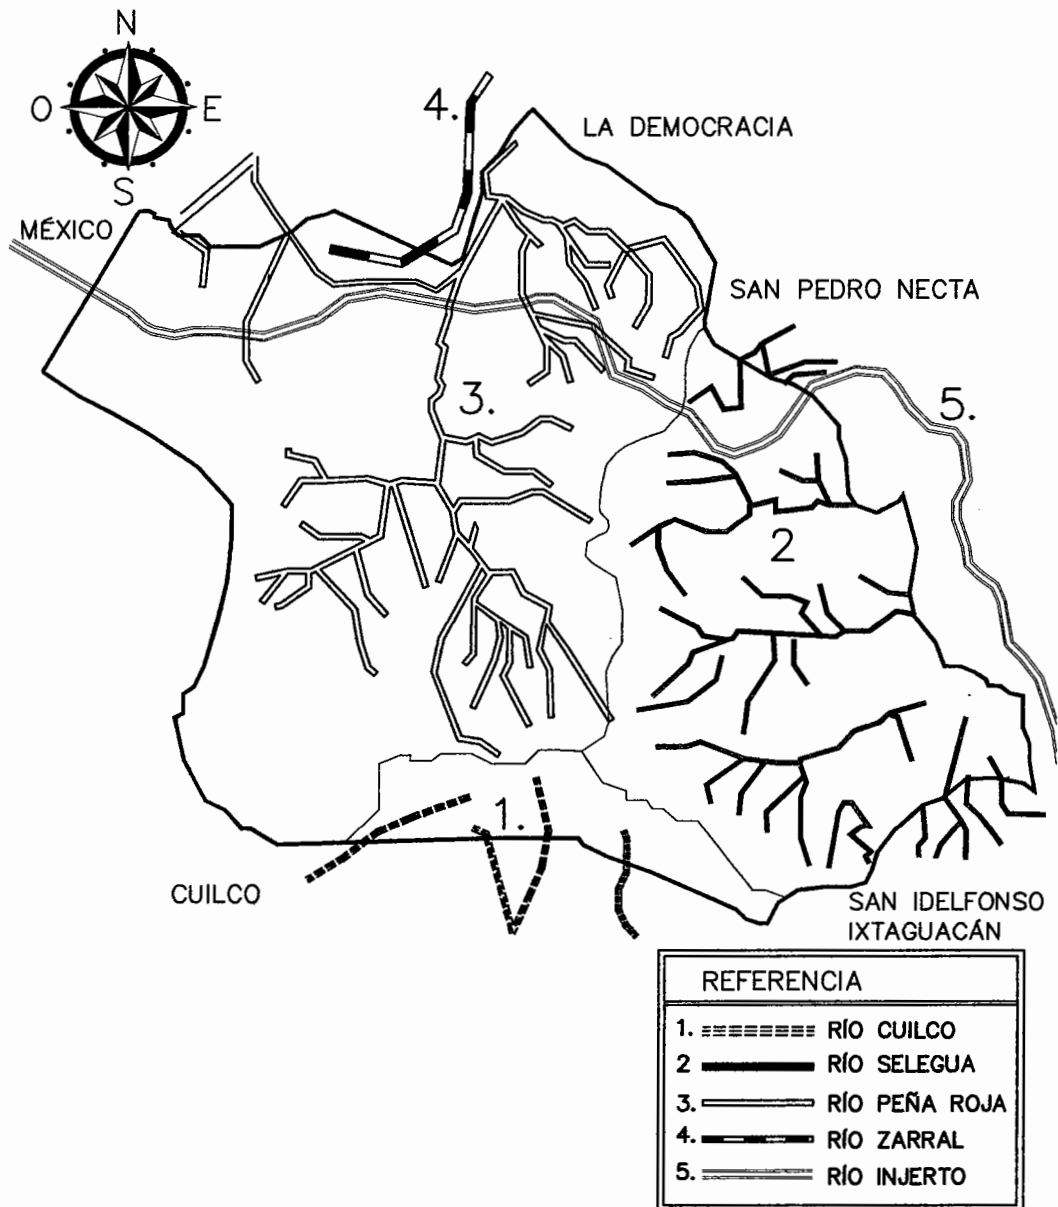 N
4.
LA DEMOCRACIA
O
E
S
MÉXICO
SAN PEDRO NECTA
3.
5.
2
1.
CUILCO
SAN IDELFONSO
IXTAGUACÁN
REFERENCIA
1. RÍO CUILCO
2 RÍO SELEGUA
3. RÍO PEÑA ROJA
4. RÍO ZARRAL
5. RÍO INJERTO